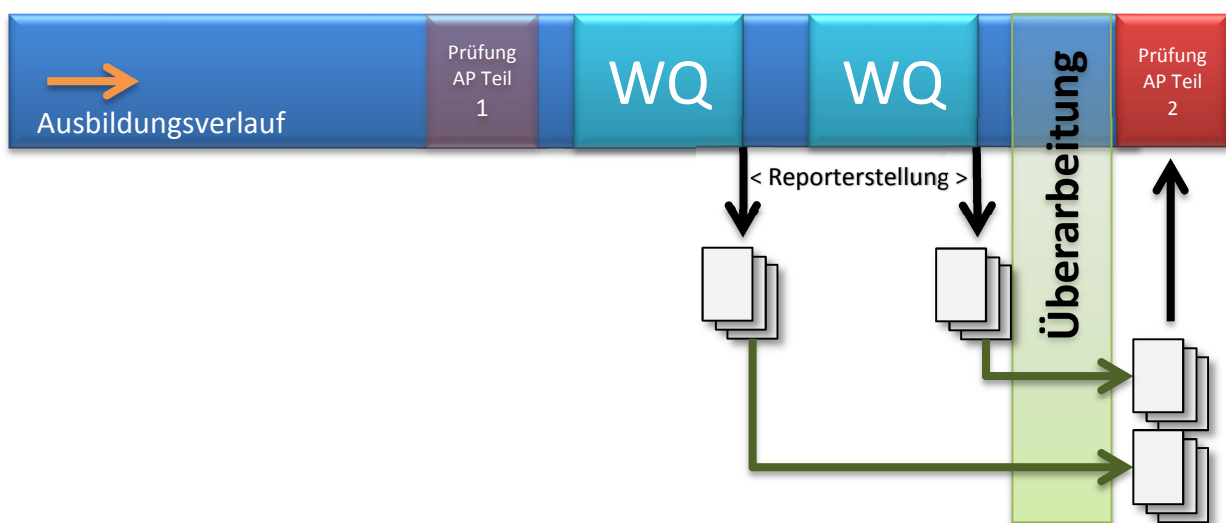 Ausbildungsverlauf
Prüfung
AP Teil
1
WQ
WQ
Überarbeitung
Prüfung
AP Teil
2
< Reporterstellung >